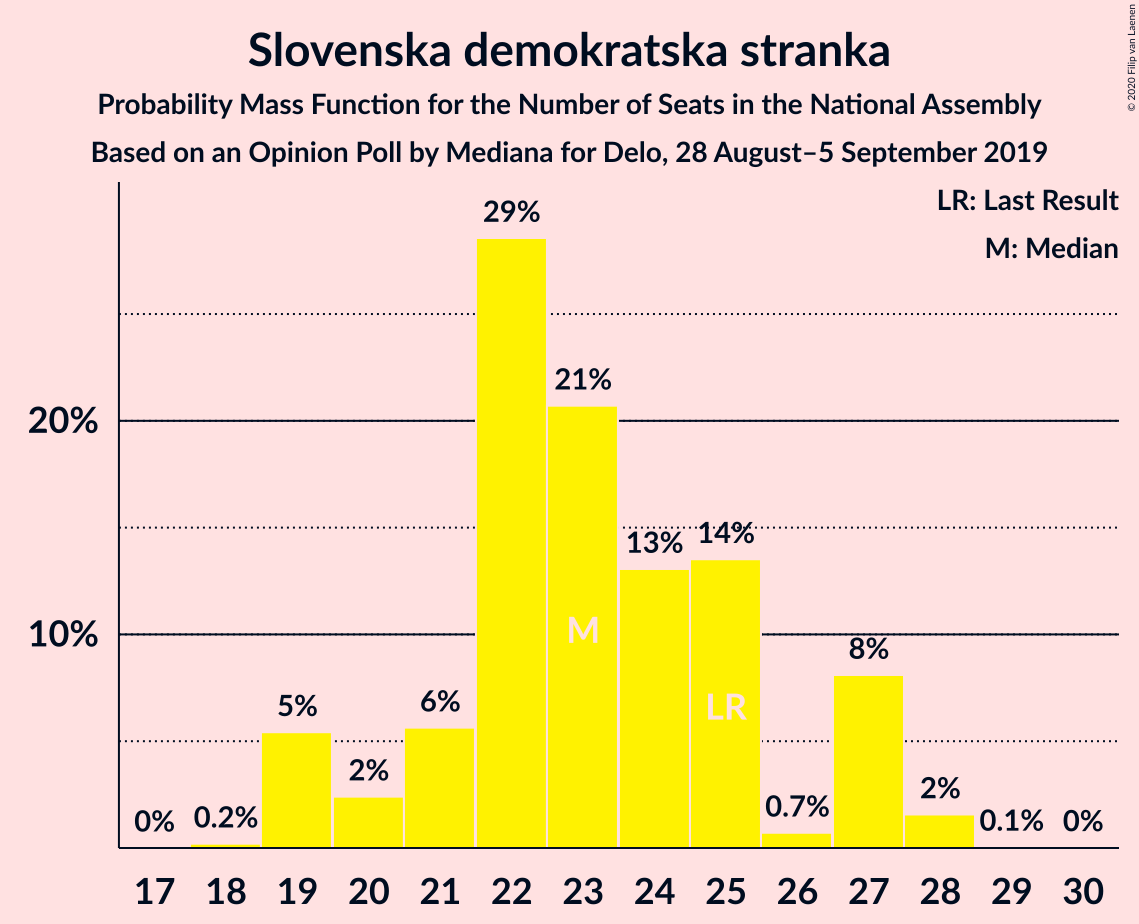 Slovenska demokratska stranka
Probability Mass Function for the Number of Seats in the National Assembly
Based on an Opinion Poll by Mediana for Delo, 28 August–5 September 2019
© 2020 Filip van Laenen
LR: Last Result
M: Median
20%
10%
0%
0.2%
5%
2%
6%
29%
21%
13%
14%
0.7%
8%
2%
0.1%
0%
M
LR
17 18 19 20 21 22 23 24 25 26 27 28 29 30